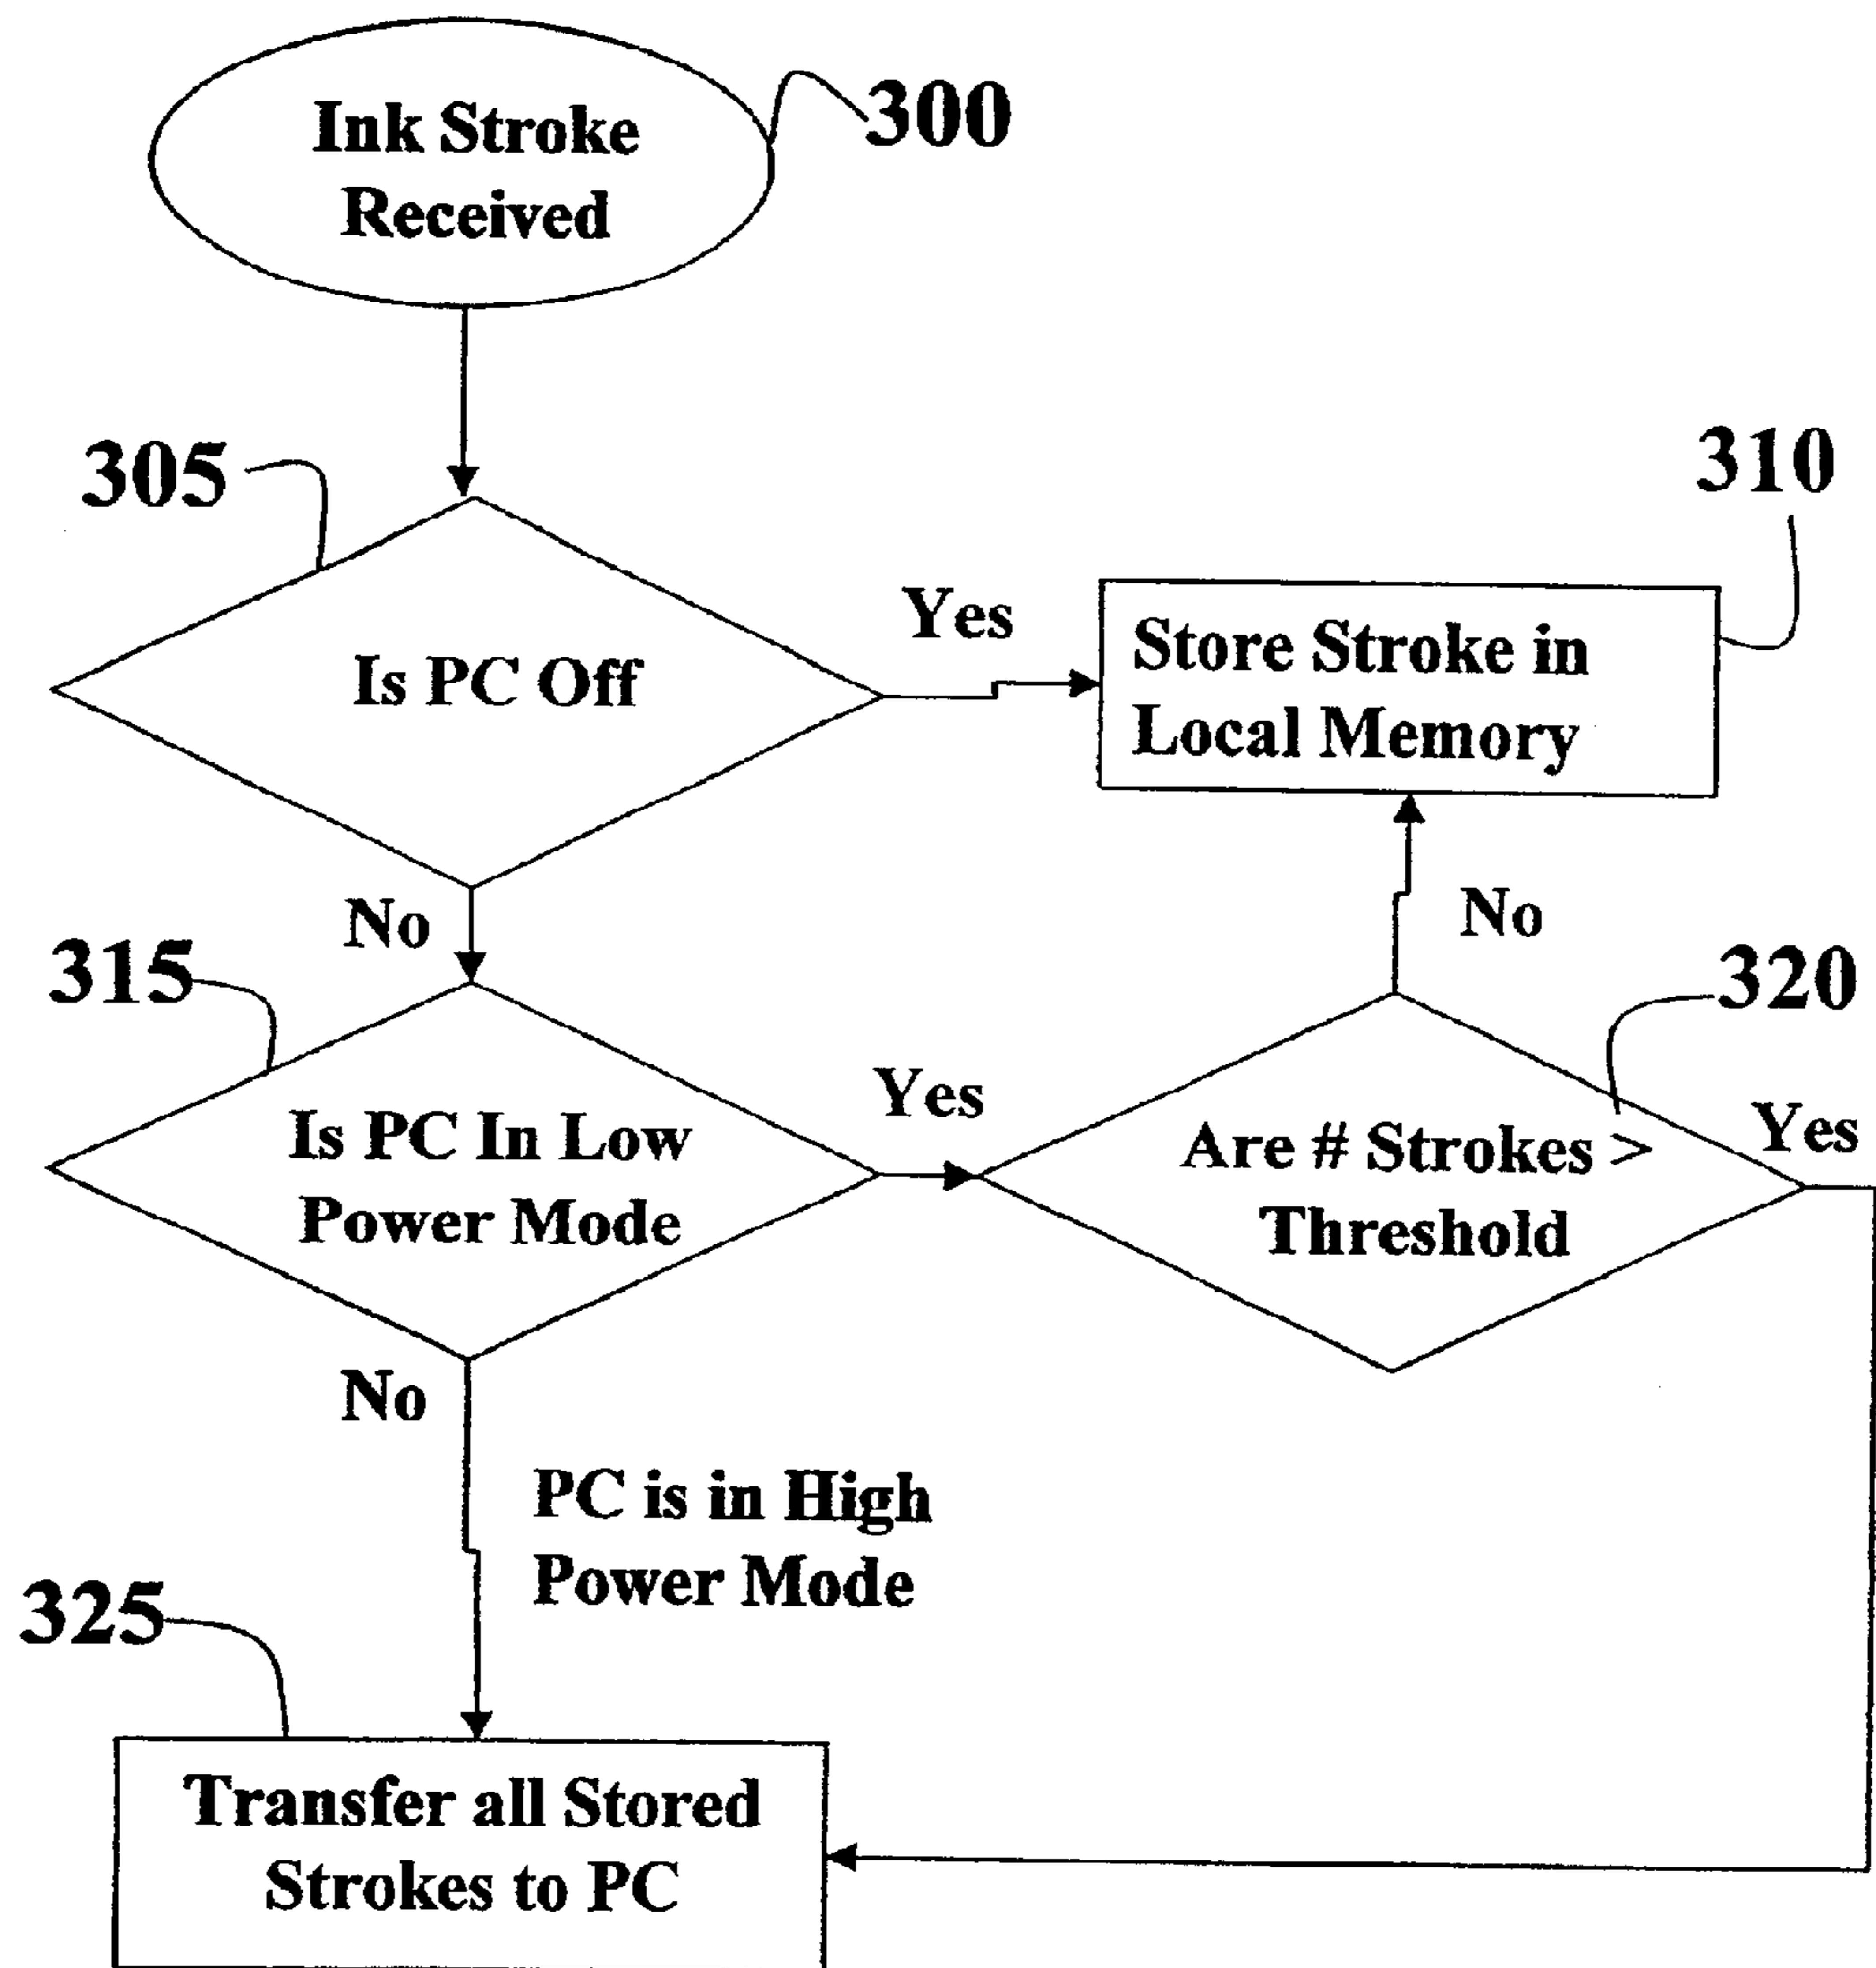 Ink Stroke
Received
300
305
Is PC Off
Yes
310
Store Stroke in
Local Memory
No
315
Is PC In Low
Power Mode
Yes
No
320
Are # Strokes >
Threshold
Yes
No
PC is in High
Power Mode
325
Transfer all Stored
Strokes to PC